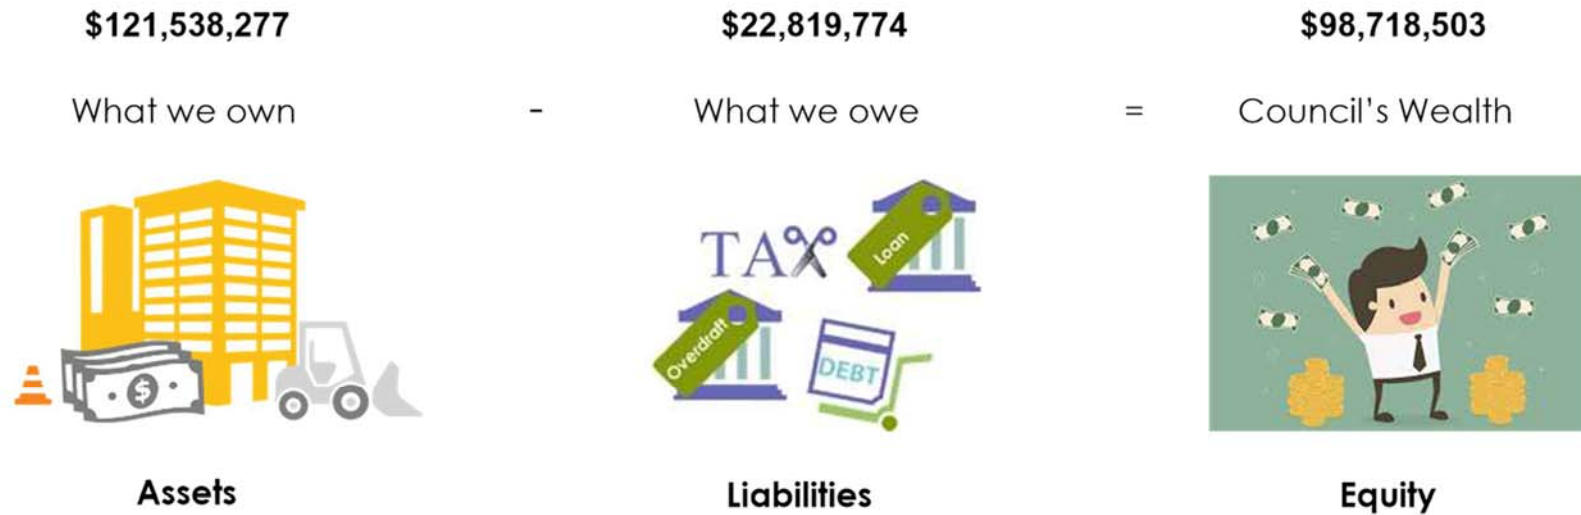 $121,538,277 $22,819,774 $98,718,503
What we own - What we owe = Council's Wealth
TAX
Loan
Overdraft
DEBT
$
Assets Liabilities Equity